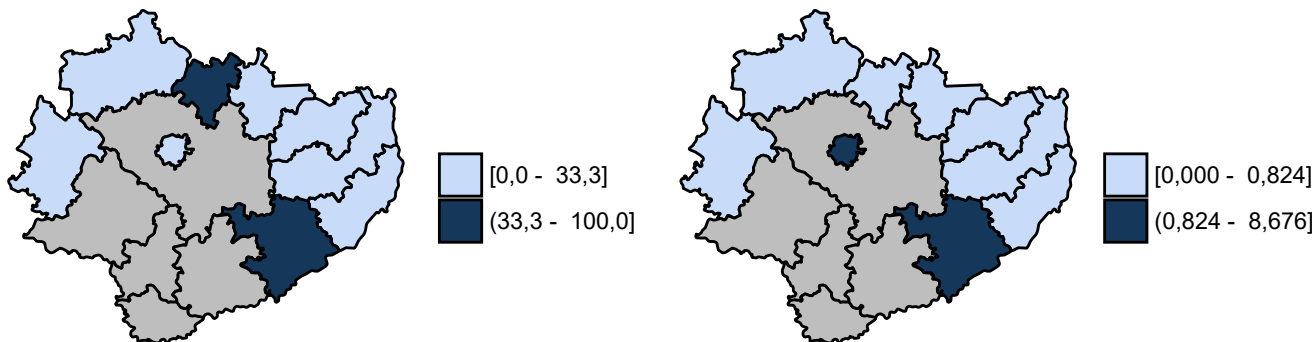 [0,0 -  33,3]
(33,3 -  100,0]
[0,000 -  0,824]
(0,824 -  8,676]